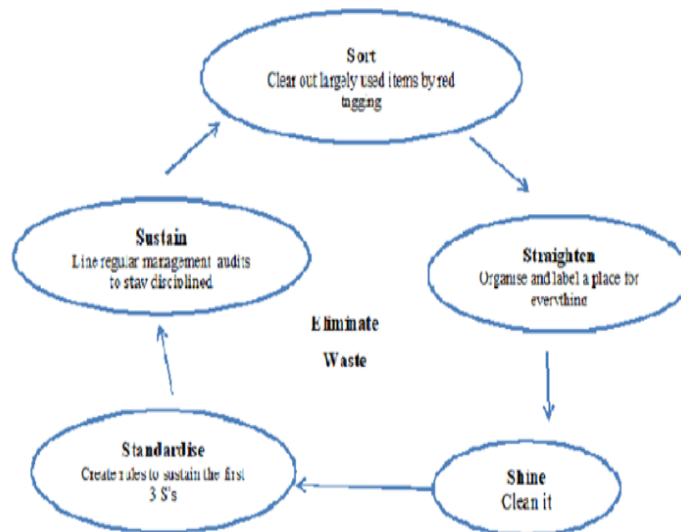 Sort
Clear out largely used items by red
tagging
Straighten
Organise and label a place for
everything
Shine
Clean it
Standardise
Create rules to sustain the first
3 S's
Sustain
Line regular management audits
to stay disciplined
Eliminate
Waste